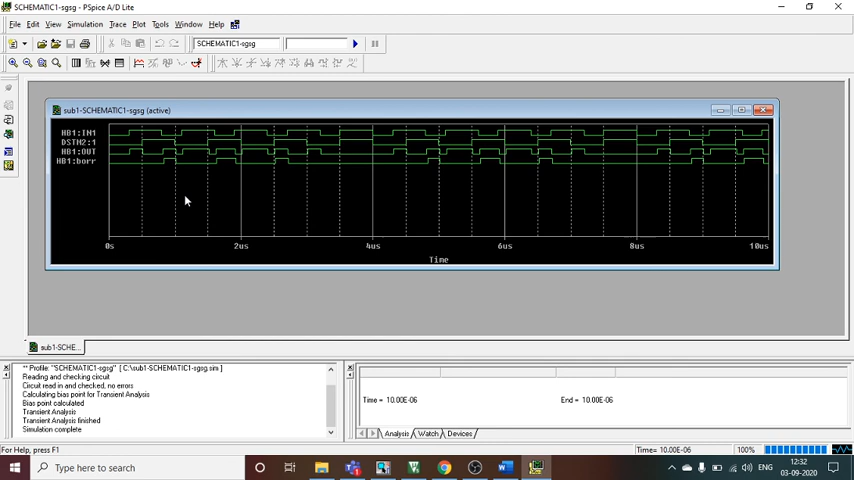 SCHEMATIC1-sgsg - PSpice A/D Lite
File Edit View Simulation Trace Plot Tools Window Help
SCHEMATIC1-sgsg
sub1-SCHEMATIC1-sgsg (active)
HB1:IN1
DSTM2:1
HB1:OUT
HB1:borr
0s 2us 4us 6us 8us 10us
Time
sub1-SCHE...
** Profile: "SCHEMATIC1-sgsg" [ C:\sub1-SCHEMATIC1-sgsg.sim ]
Reading and checking circuit
Circuit read in and checked, no errors
Calculating bias point for Transient Analysis
Bias point calculated
Transient Analysis
Transient Analysis finished
Simulation complete
Time = 10.00E-06 End = 10.00E-06
Analysis Watch Devices
For Help, press F1 Time= 10.00E-06 100%
Type here to search
ENG
12:32
03-09-2020